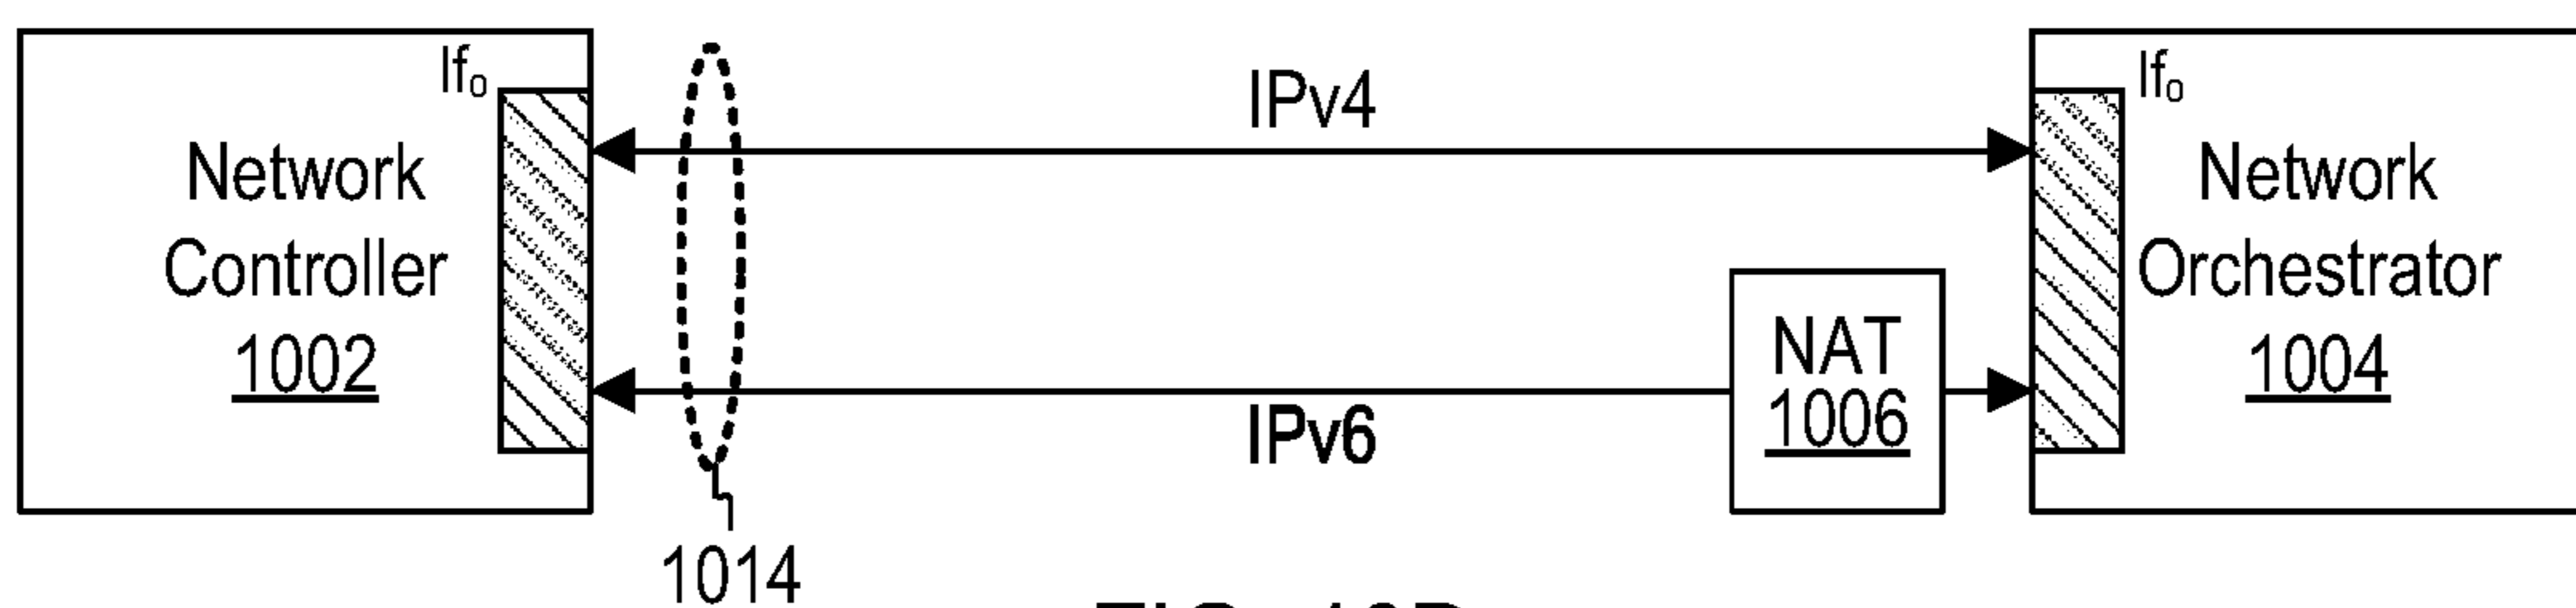 If₀
Network
Controller
1002
IPv4
IPv6
NAT
1006
If₀
Network
Orchestrator
1004
1014